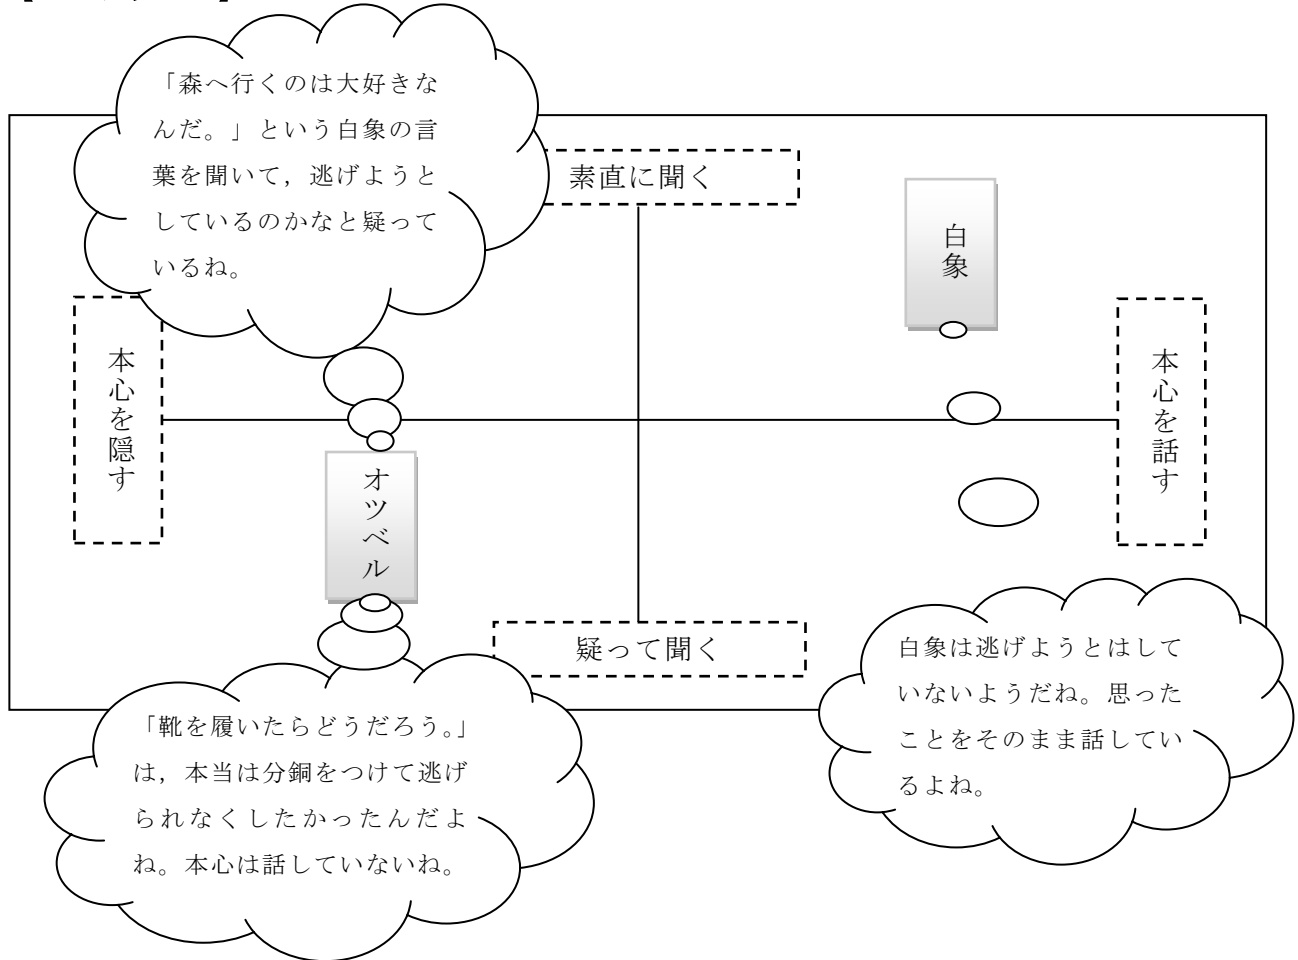 「森へ行くのは大好きな
んだ。」という白象の言
葉を聞いて，逃げようと
しているのかなと疑って
いるね。
素直に聞く
白象
本心を隠す
本心を話す
オツベル
疑って聞く
「靴を履いたらどうだろう。」
は，本当は分銅をつけて逃げ
られなくしたかったんだよ
ね。本心は話していないね。
白象は逃げようとはして
いないようだね。思った
ことをそのまま話してい
るよね。